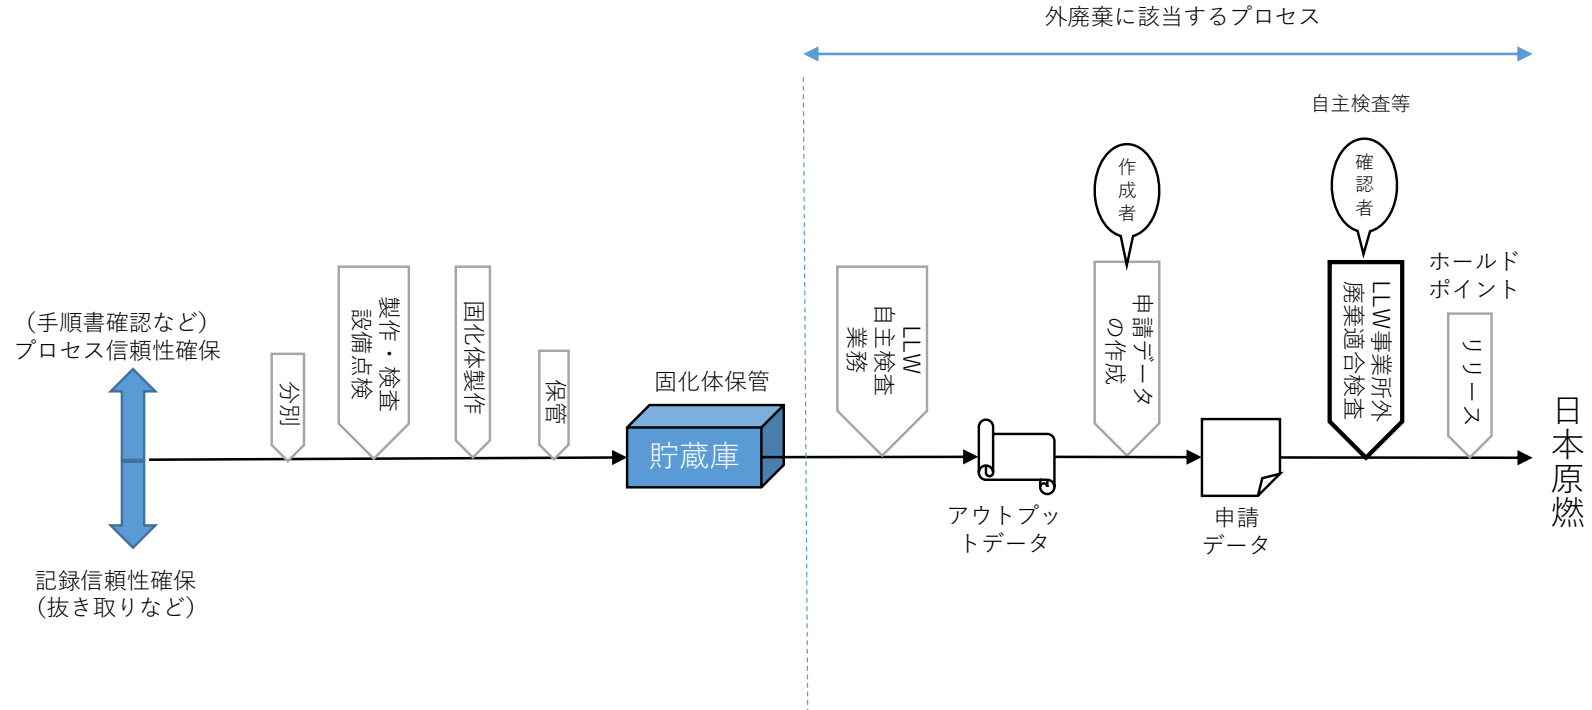 外廃棄に該当するプロセス
自主検査等
作成者
確認者
ホールド
ポイント
(手順書確認など)
プロセス信頼性確保
分別
製作・検査
設備点検
固化体製作
保管
固化体保管
貯蔵庫
LLW
自主検査
業務
申請データ
の作成
LLW事業所外
廃棄適合検査
リリース
日本原燃
アウトプッ
トデータ
申請
データ
記録信頼性確保
(抜き取りなど)